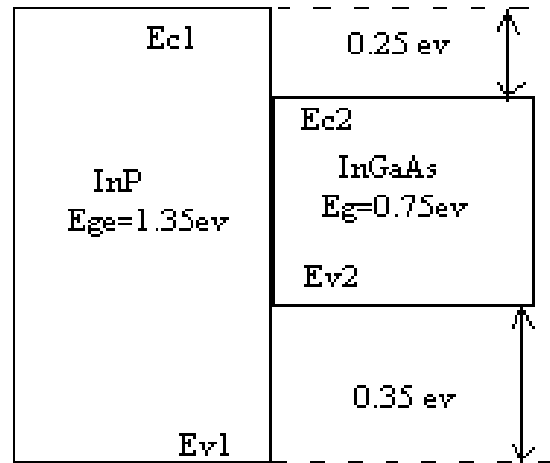 Ec1
0.25 ev
Ec2
InGaAs
Eg=0.75ev
InP
Ege=1.35ev
Ev2
0.35 ev
Ev1